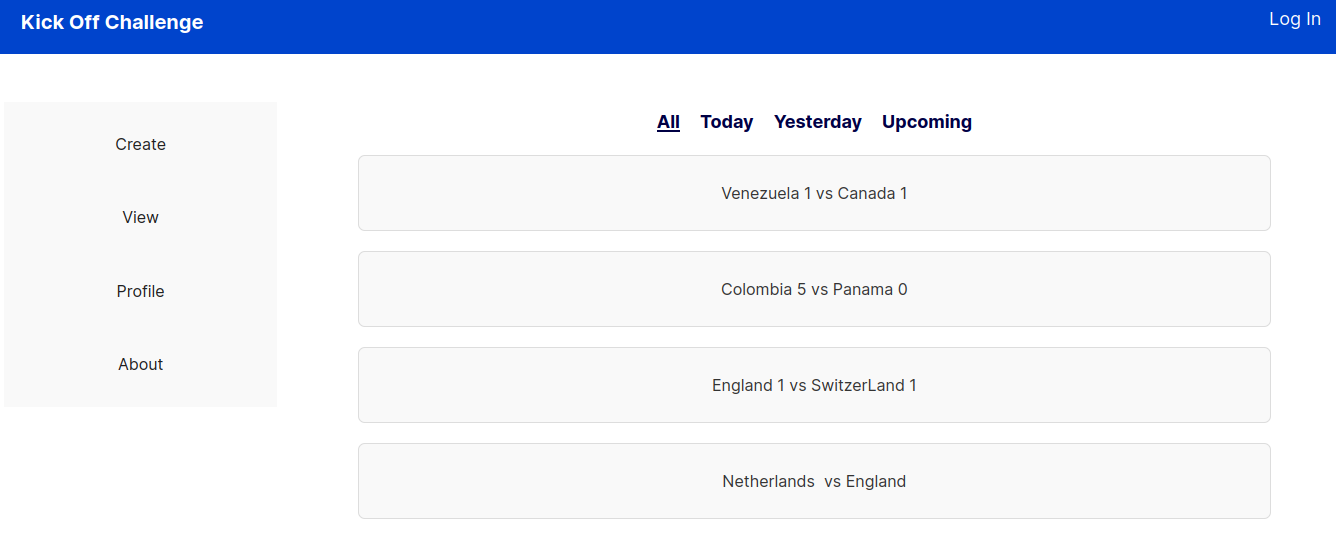 Kick Off Challenge
Log In
Create
View
Profile
About
All Today Yesterday Upcoming
Venezuela 1 vs Canada 1
Colombia 5 vs Panama 0
England 1 vs SwitzerLand 1
Netherlands  vs England